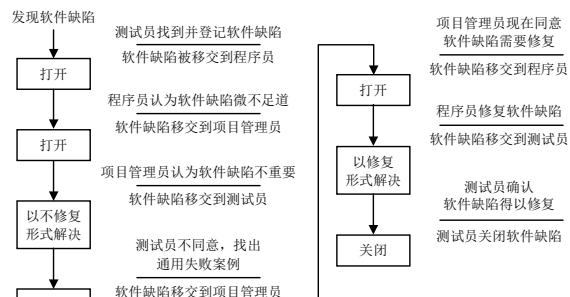 发现软件缺陷
测试员找到并登记软件缺陷
软件缺陷被移交到程序员
打开
程序员认为软件缺陷微不足道
软件缺陷移交到项目管理员
打开
项目管理员认为软件缺陷不重要
软件缺陷移交到测试员
以不修复
形式解决
测试员不同意，找出
通用失败案例
软件缺陷移交到项目管理员
项目管理员现在同意
软件缺陷需要修复
软件缺陷移交到程序员
打开
程序员修复软件缺陷
软件缺陷移交到测试员
以修复
形式解决
测试员确认
软件缺陷得以修复
测试员关闭软件缺陷
关闭